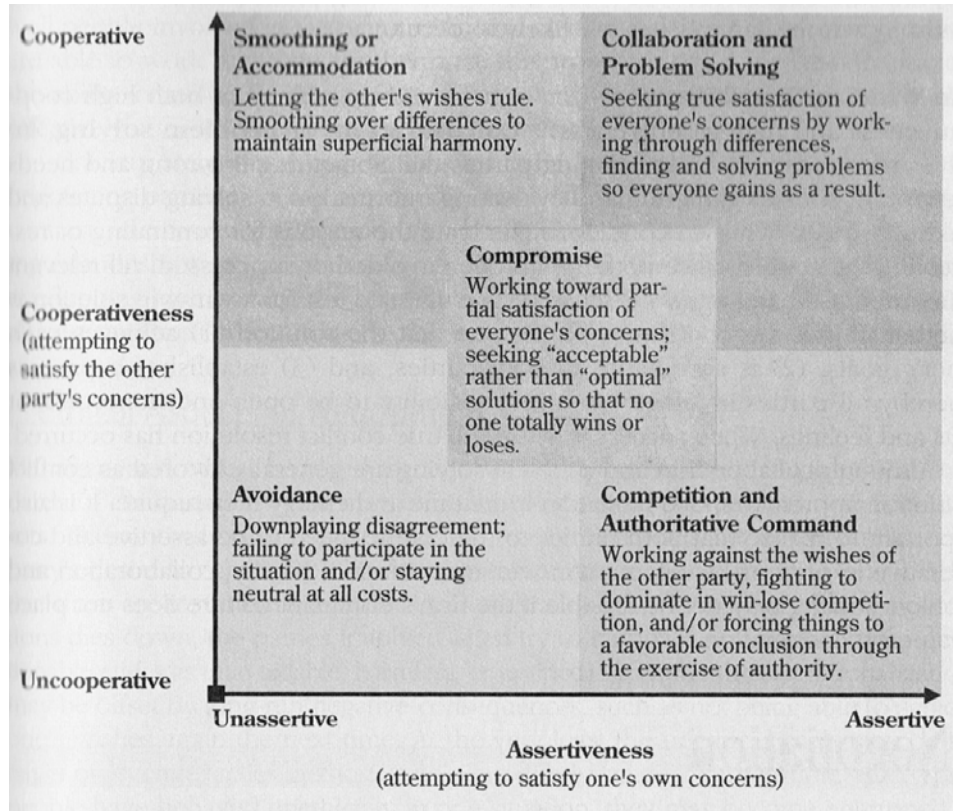 Cooperative
Smoothing or
Accommodation
Letting the other's wishes rule.
Smoothing over differences to
maintain superficial harmony.
Collaboration and
Problem Solving
Seeking true satisfaction of
everyone's concerns by work-
ing through differences,
finding and solving problems
so everyone gains as a result.
Cooperativeness
(attempting to
satisfy the other
party's concerns)
Compromise
Working toward par-
tial satisfaction of
everyone's concerns;
seeking “acceptable”
rather than “optimal”
solutions so that no
one totally wins or
loses.
Avoidance
Downplaying disagreement;
failing to participate in the
situation and/or staying
neutral at all costs.
Competition and
Authoritative Command
Working against the wishes of
the other party, fighting to
dominate in win-lose competi-
tion, and/or forcing things to
a favorable conclusion through
the exercise of authority.
Uncooperative
Unassertive
Assertive
Assertiveness
(attempting to satisfy one's own concerns)